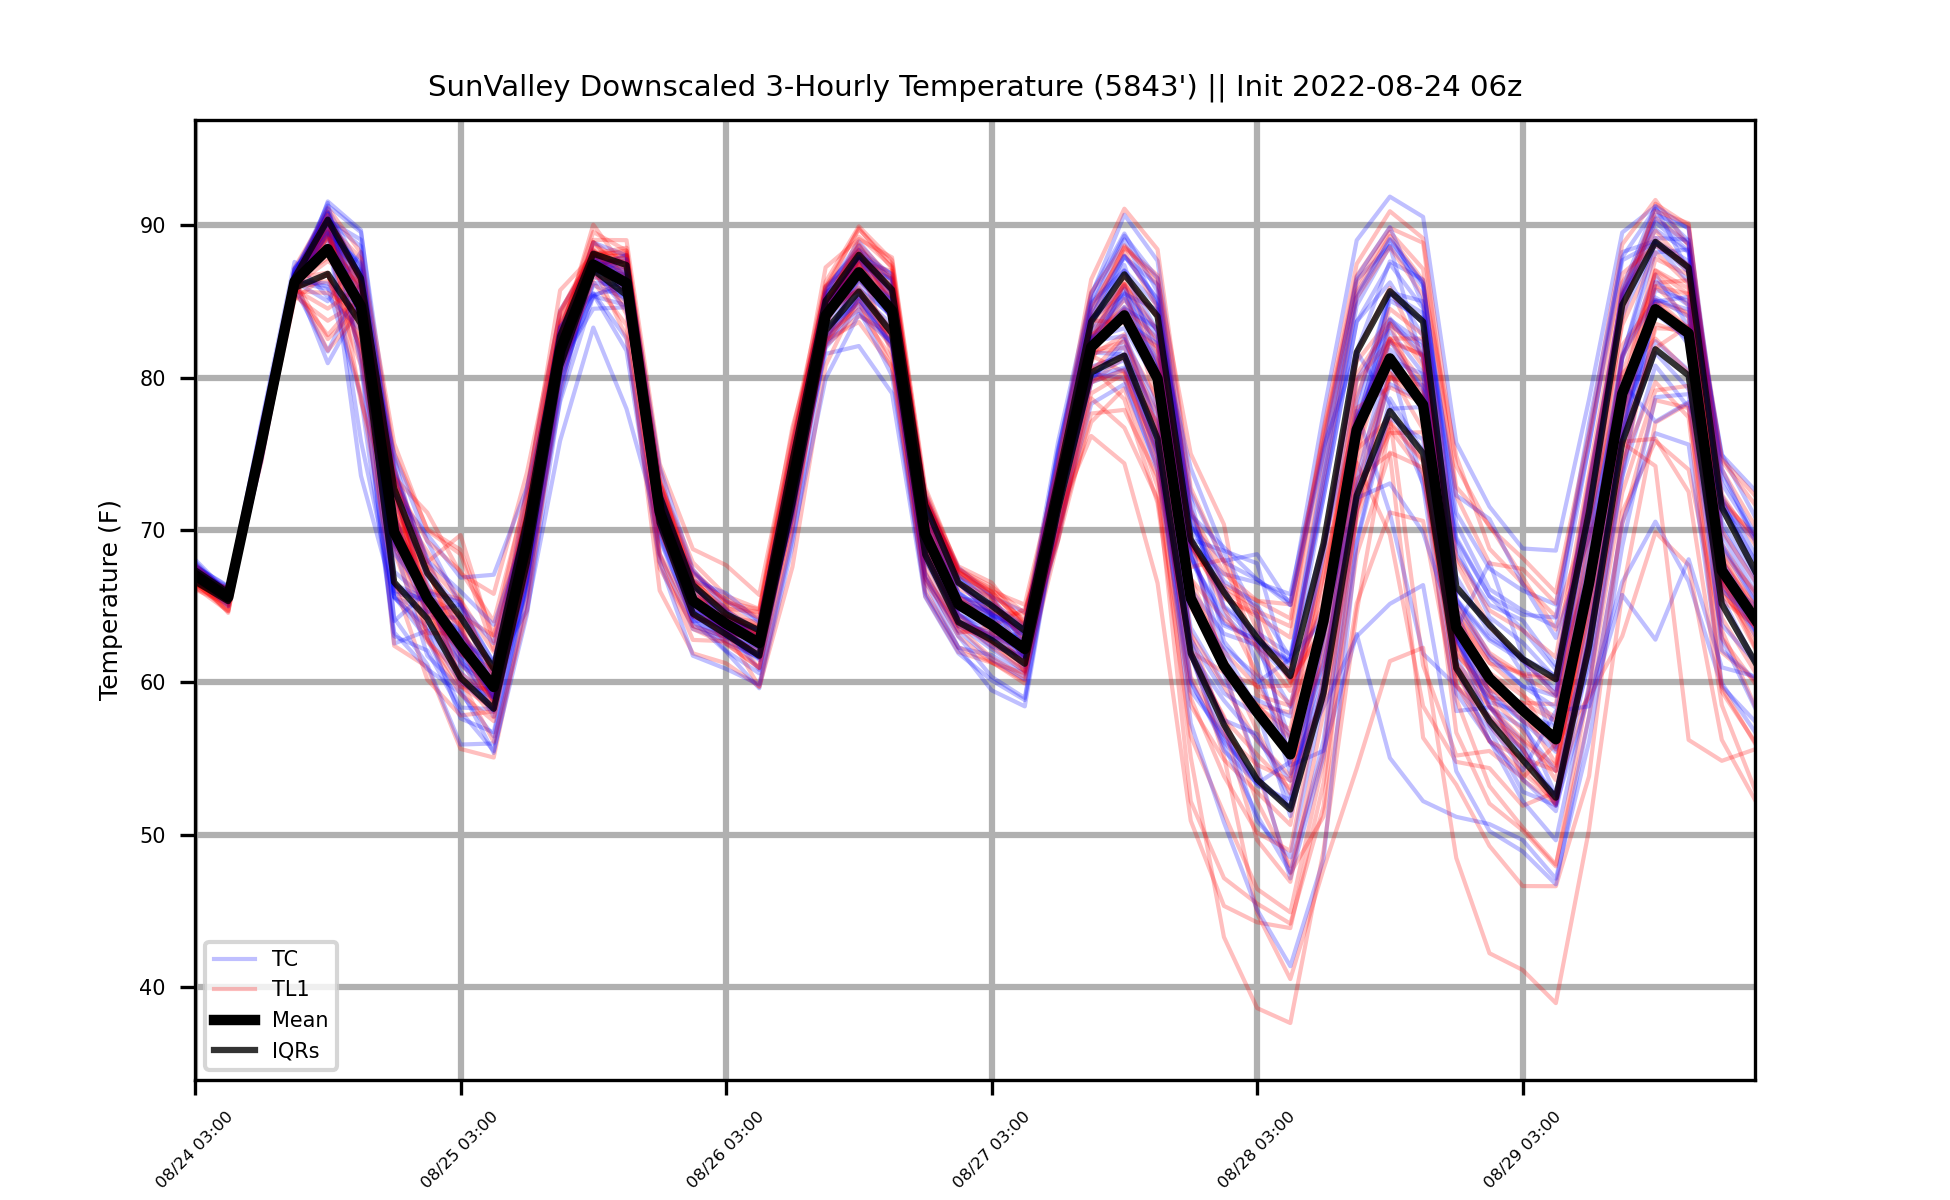 SunValley Downscaled 3-Hourly Temperature (5843') || Init 2022-08-24 06z
Temperature (F)
90
80
70
60
50
40
TC
TL1
Mean
IQRs
08/24 03:00
08/25 03:00
08/26 03:00
08/27 03:00
08/28 03:00
08/29 03:00